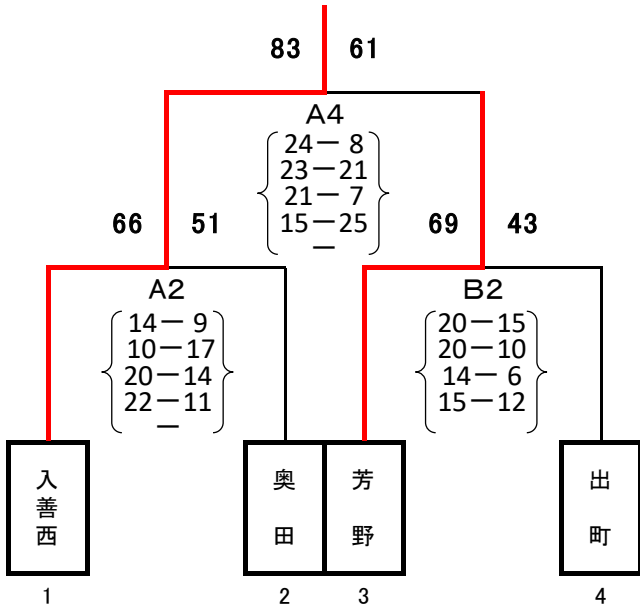 83 61
A4
24ー 8
23ー21
21ー 7
15ー25
ー
66 51
69 43
A2
14ー 9
10ー17
20ー14
22ー11
ー
B2
20ー15
20ー10
14ー 6
15ー12
入善西
奥田
芳野
出町
1
2
3
4